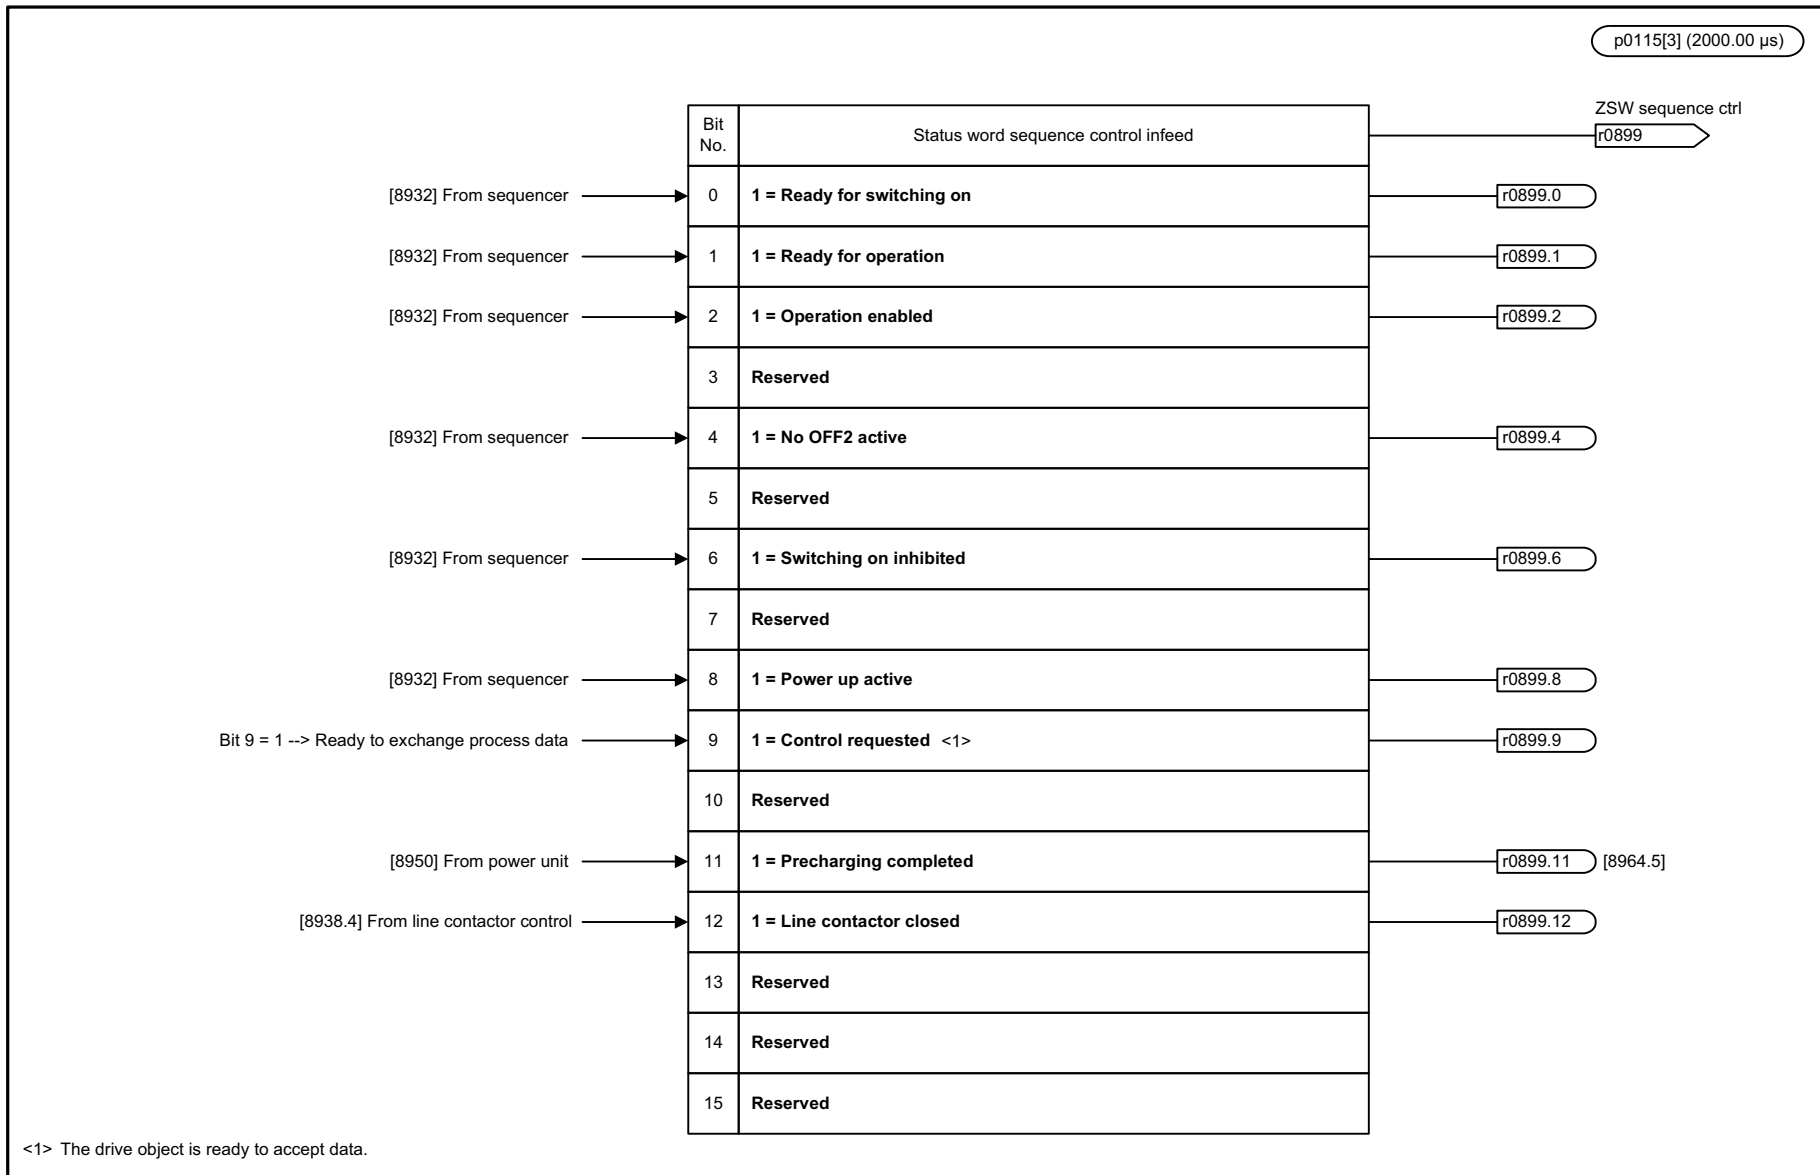 p0115[3] (2000.00 µs)
ZSW sequence ctrl
Bit No. Status word sequence control infeed r0899
[8932] From sequencer 0 1 = Ready for switching on r0899.0
[8932] From sequencer 1 1 = Ready for operation r0899.1
[8932] From sequencer 2 1 = Operation enabled r0899.2
3 Reserved
[8932] From sequencer 4 1 = No OFF2 active r0899.4
5 Reserved
[8932] From sequencer 6 1 = Switching on inhibited r0899.6
7 Reserved
[8932] From sequencer 8 1 = Power up active r0899.8
Bit 9 = 1 --> Ready to exchange process data 9 1 = Control requested <1> r0899.9
10 Reserved
[8950] From power unit 11 1 = Precharging completed r0899.11 [8964.5]
[8938.4] From line contactor control 12 1 = Line contactor closed r0899.12
13 Reserved
14 Reserved
15 Reserved
<1> The drive object is ready to accept data.